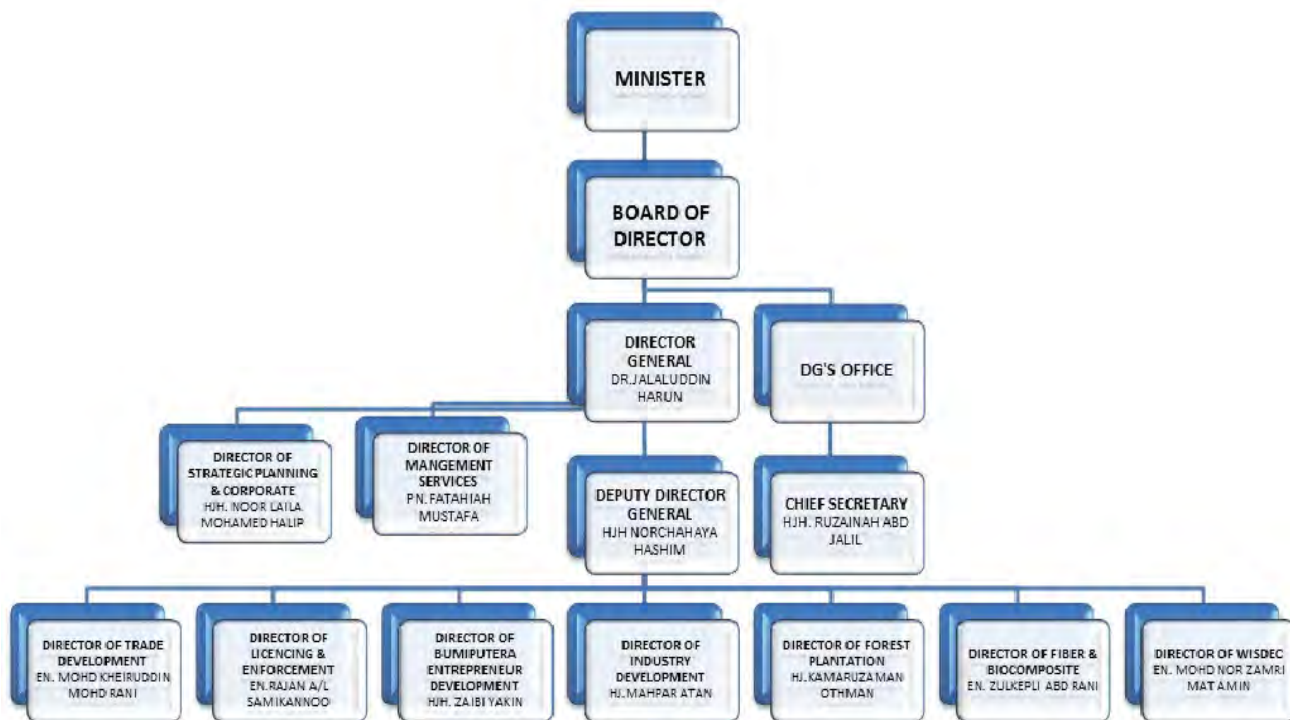 MINISTER
BOARD OF
DIRECTOR
DIRECTOR
GENERAL
DR.JALALUDDIN
HARUN
DG'S OFFICE
DIRECTOR OF
STRATEGIC PLANNING
& CORPORATE
HJH. NOOR LAILA
MOHAMED HALIP
DIRECTOR OF
MANGEMENT
SERVICES
PN. FATAHIAH
MUSTAFA
DEPUTY DIRECTOR
GENERAL
HJH NORCHAHAYA
HASHIM
CHIEF SECRETARY
HJH. RUZAINAH ABD
JALIL
DIRECTOR OF TRADE
DEVELOPMENT
EN. MOHD KHEIRUDDIN
MOHD RANI
DIRECTOR OF
LICENCING &
ENFORCEMENT
EN.RAJAN A/L
SAMIKANNOO
DIRECTOR OF
BUMIPUTERA
ENTREPRENEUR
DEVELOPMENT
HJH. ZAIBI YAKIN
DIRECTOR OF
INDUSTRY
DEVELOPMENT
HJ.MAHPAR ATAN
DIRECTOR OF FOREST
PLANTATION
HJ.KAMARUZAMAN
OTHMAN
DIRECTOR OF FIBER &
BIOCOMPOSITE
EN. ZULKEPLI ABD RANI
DIRECTOR OF WISDEC
EN. MOHD NOR ZAMRI
MAT AMIN